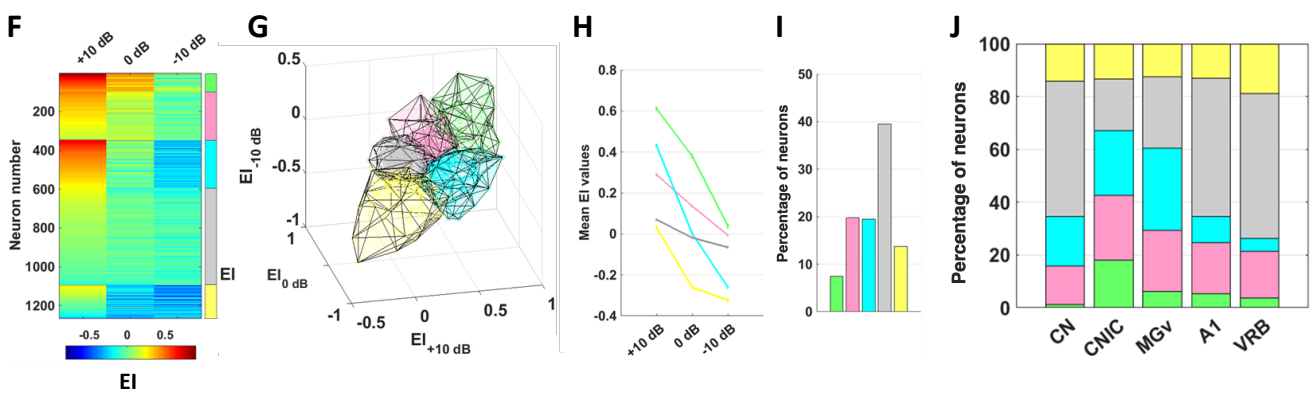 F
+10 dB
0 dB
-10 dB
Neuron number
200
400
600
800
1000
1200
EI
-0.5
0
0.5
EI
G
0.5
0
-0.5
-1
EI-10 dB
1
0
-1
EI0 dB
-0.5
0
0.5
1
EI+10 dB
H
0.8
0.6
0.4
0.2
0
-0.2
-0.4
Mean EI values
+10 dB
0 dB
-10 dB
I
50
40
30
20
10
0
Percentage of neurons
J
100
80
60
40
20
0
Percentage of neurons
CN
CNIC
MGv
A1
VRB